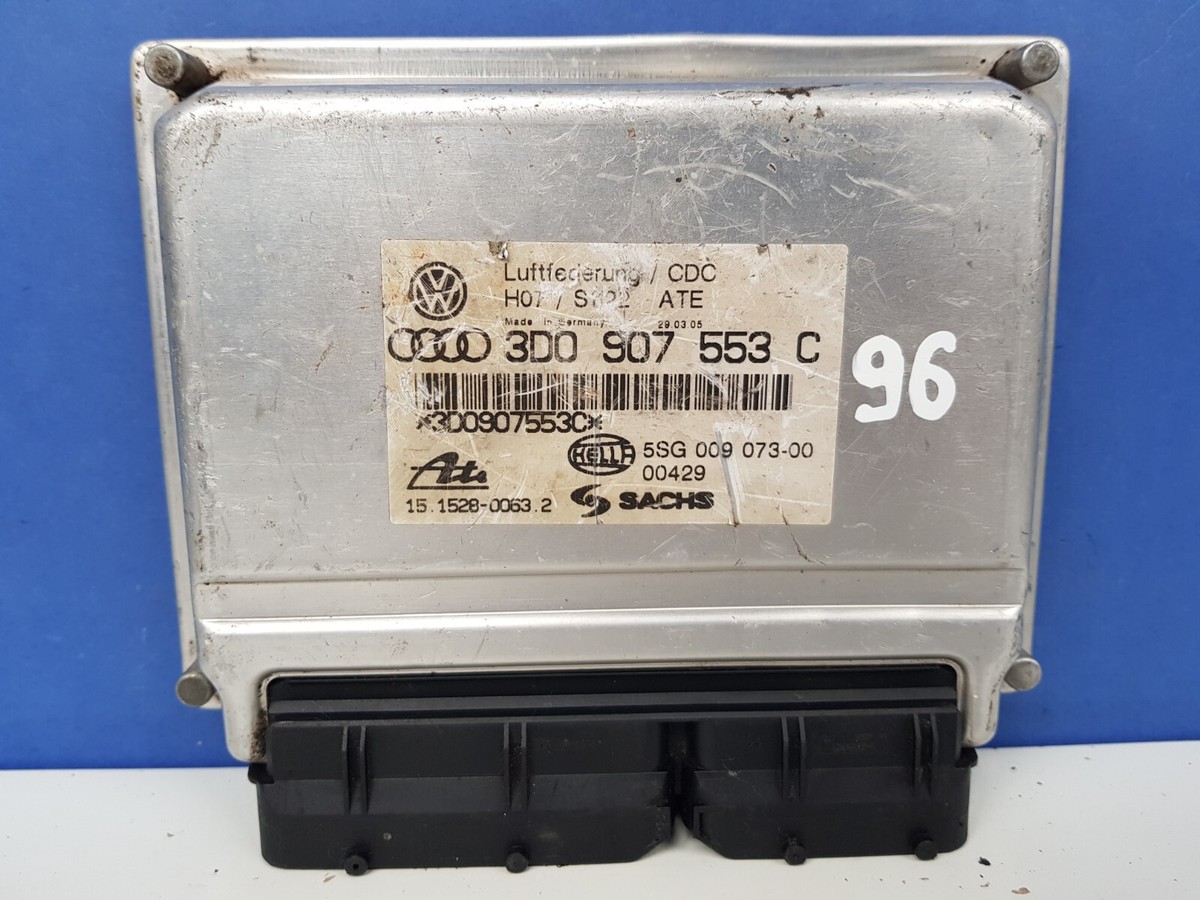 Luftfederung / CDC
H07 / ATE
Made in Germany 29.03.05
3D0 907 553 C
*3D0907553C*
96
HELLA 5SG 009 073-00
00429
Ate
15.1528-0063.2 SACHS